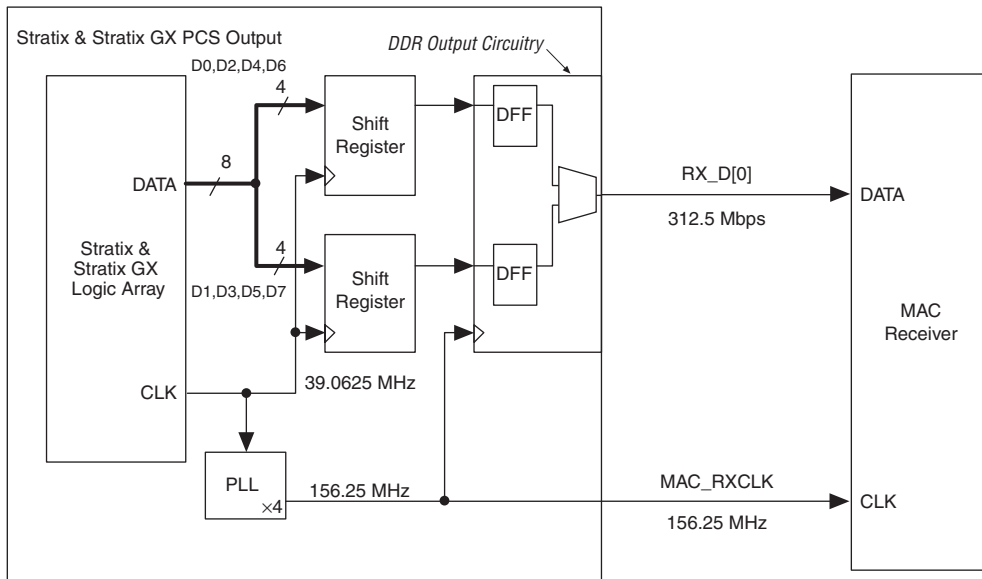 Stratix & Stratix GX PCS Output
DDR Output Circuitry
D0,D2,D4,D6
4
Shift
Register
DFF
8
DATA
RX_D[0]
312.5 Mbps
DATA
4
D1,D3,D5,D7
Stratix &
Stratix GX
Logic Array
Shift
Register
DFF
MAC
Receiver
CLK
39.0625 MHz
PLL
×4
156.25 MHz
MAC_RXCLK
156.25 MHz
CLK